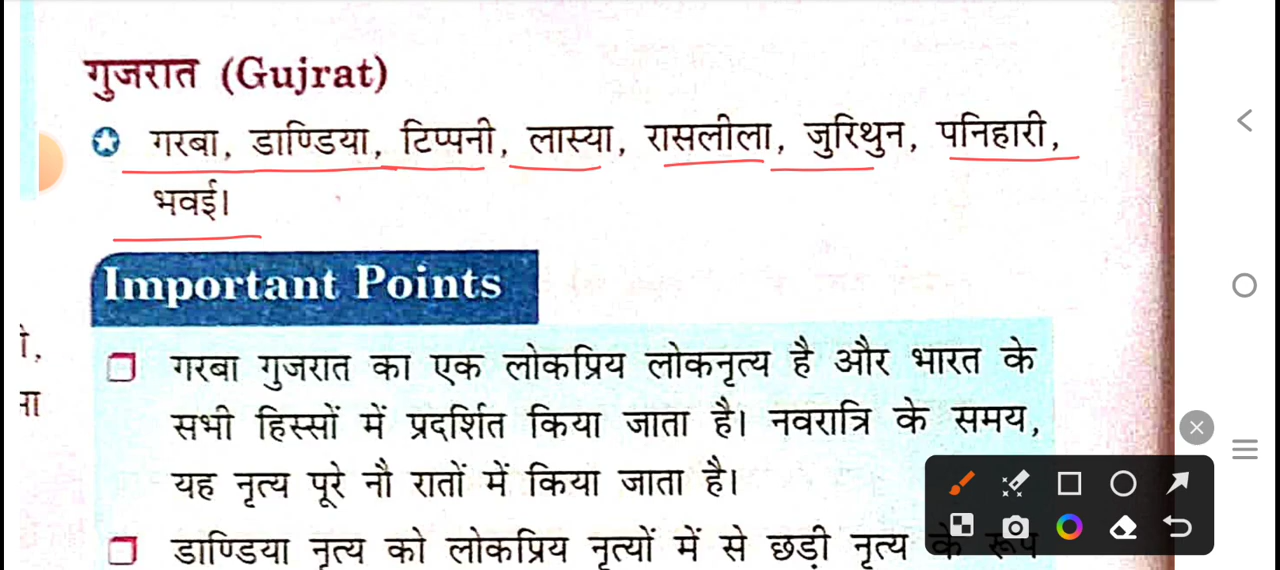 गुजरात (Gujrat)
गरबा, डाण्डिया, टिप्पनी, लास्या, रासलीला, जुरिथुन, पनिहारी,
भवई।
Important Points
गरबा गुजरात का एक लोकप्रिय लोकनृत्य है और भारत के
सभी हिस्सों में प्रदर्शित किया जाता है। नवरात्रि के समय,
यह नृत्य पूरे नौ रातों में किया जाता है।
डाण्डिया नृत्य को लोकप्रिय नृत्यों में से छड़ी नृत्य के रूप